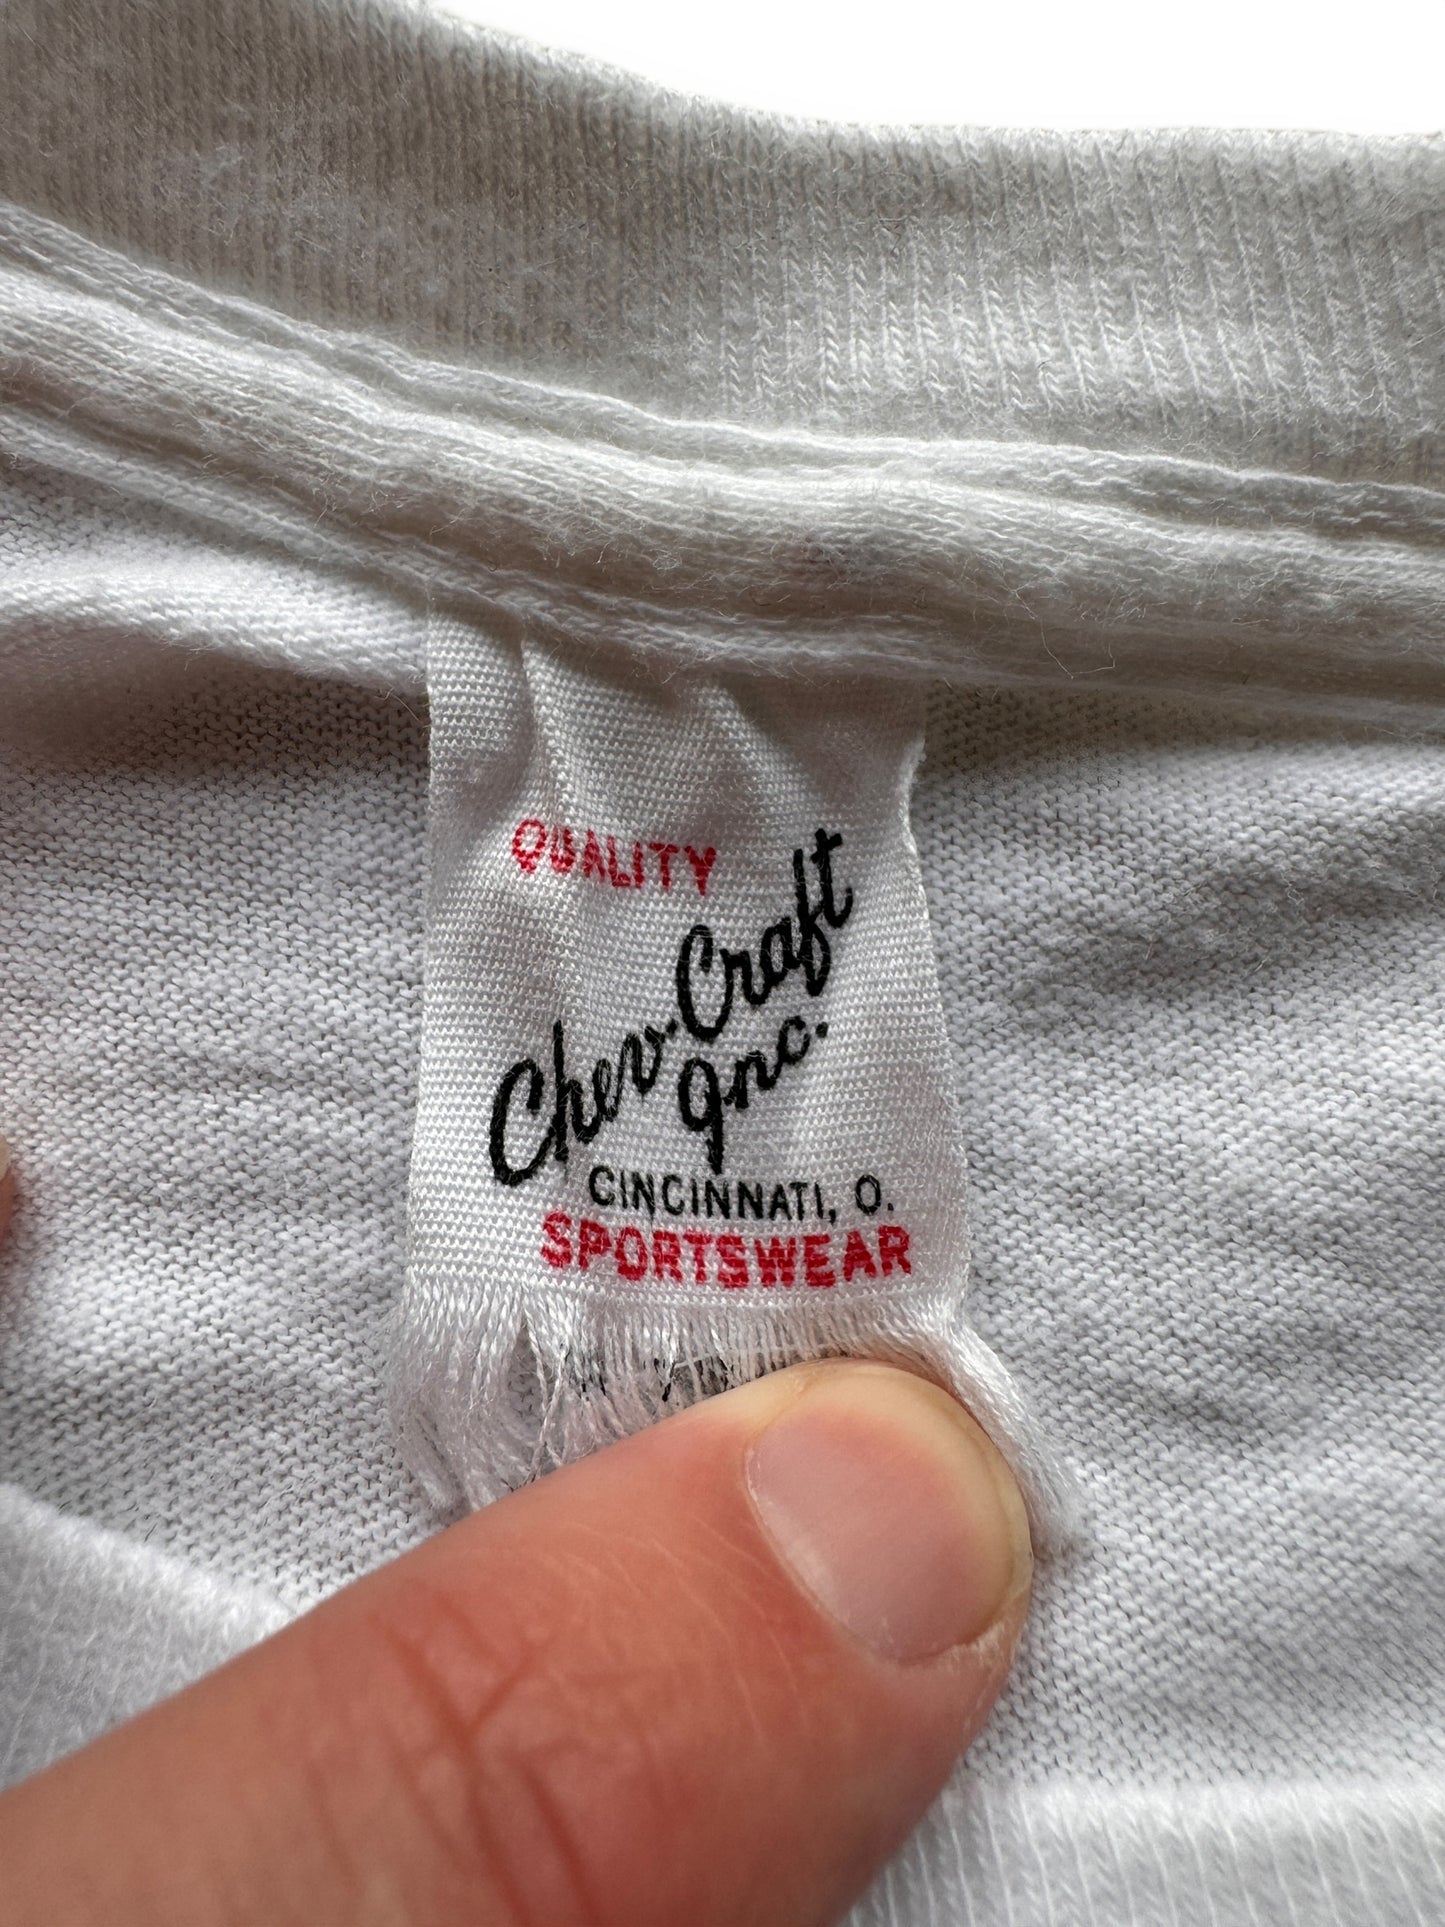 QUALITY
Chev-Craft
Inc.
CINCINNATI, O.
SPORTSWEAR